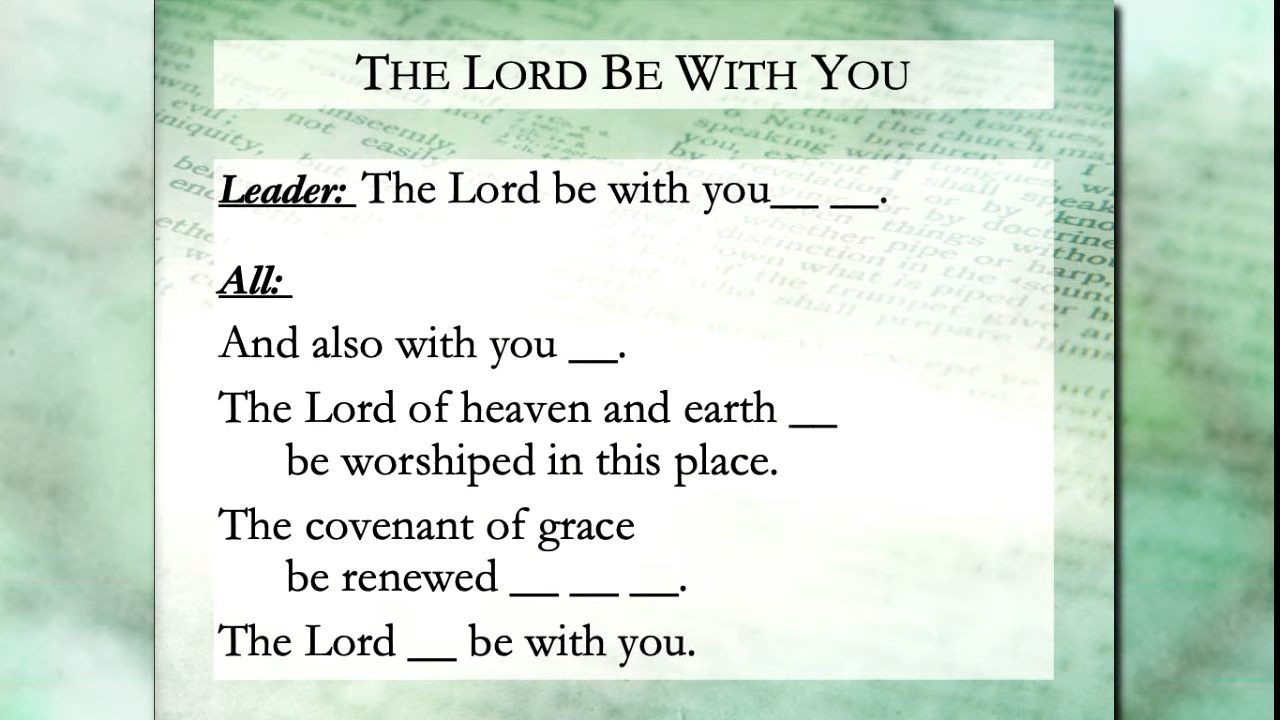 THE LORD BE WITH YOU
Leader: The Lord be with you__ __.
All:
And also with you __.
The Lord of heaven and earth __
be worshiped in this place.
The covenant of grace
be renewed __ __ __.
The Lord __ be with you.